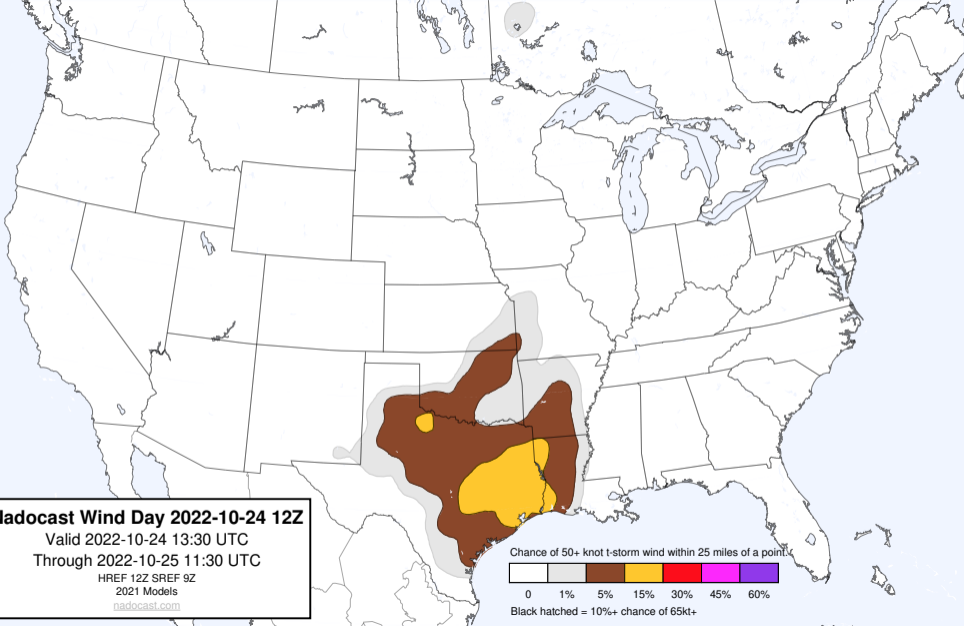 Nadocast Wind Day 2022-10-24 12Z
Valid 2022-10-24 13:30 UTC
Through 2022-10-25 11:30 UTC
HREF 12Z SREF 9Z
2021 Models
nadocast.com
Chance of 50+ knot t-storm wind within 25 miles of a point.
0 1% 5% 15% 30% 45% 60%
Black hatched = 10%+ chance of 65kt+